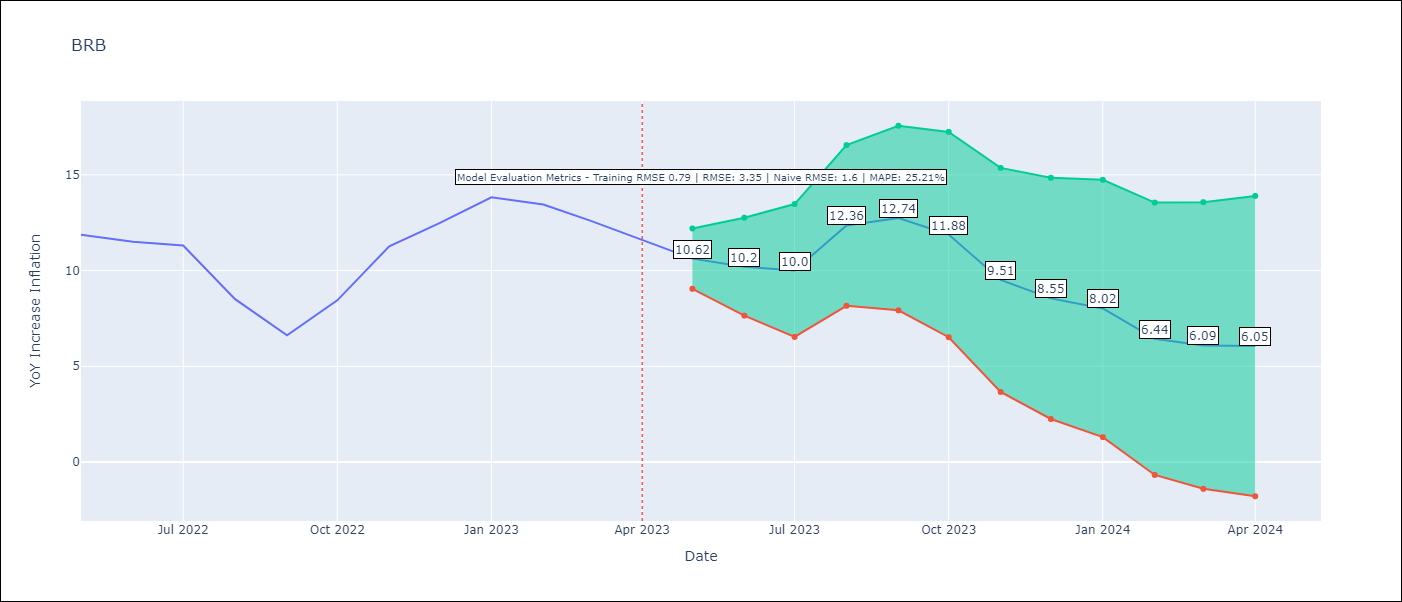 BRB
Model Evaluation Metrics - Training RMSE 0.79 | RMSE: 3.35 | Naive RMSE: 1.6 | MAPE: 25.21%
YoY Increase Inflation
15
10
5
0
10.62
10.2
10.0
12.36
12.74
11.88
9.51
8.55
8.02
6.44
6.09
6.05
Jul 2022
Oct 2022
Jan 2023
Apr 2023
Jul 2023
Oct 2023
Jan 2024
Apr 2024
Date